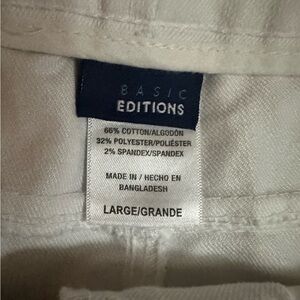 BASIC
EDITIONS
66% COTTON/ALGODÓN
32% POLYESTER/POLIÉSTER
2% SPANDEX/SPANDEX
MADE IN / HECHO EN
BANGLADESH
LARGE/GRANDE